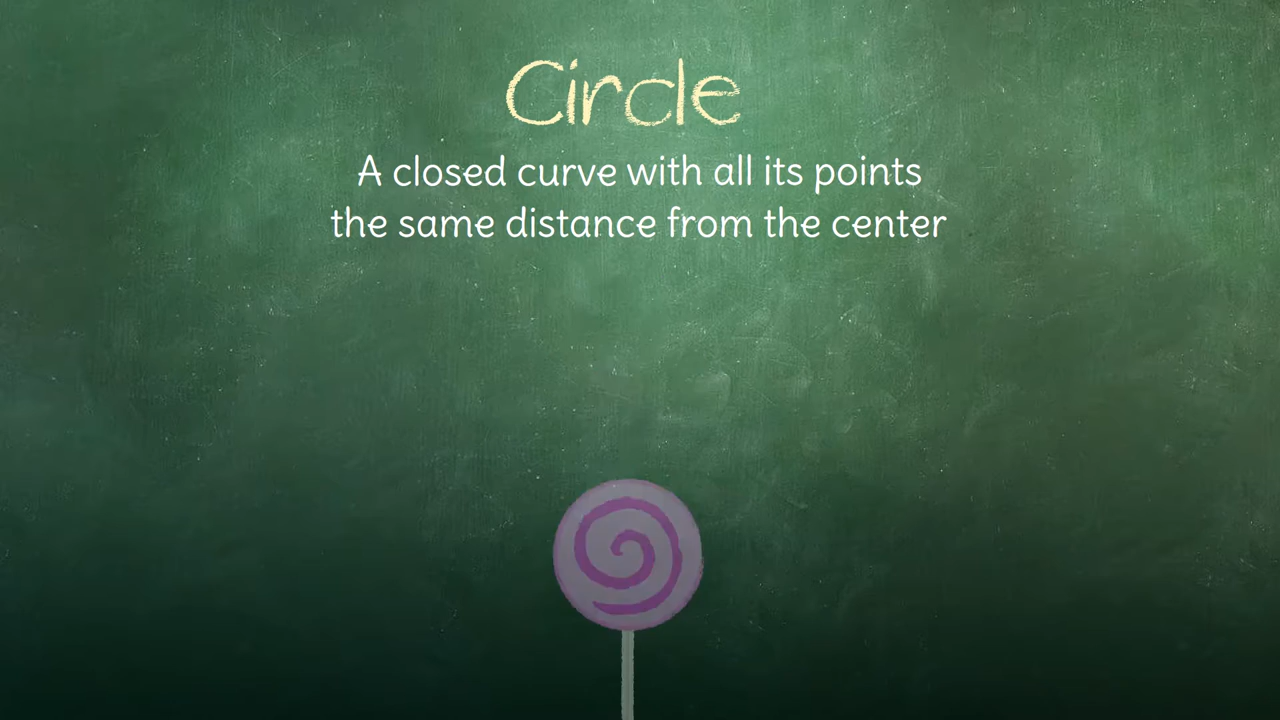 Circle
A closed curve with all its points
the same distance from the center